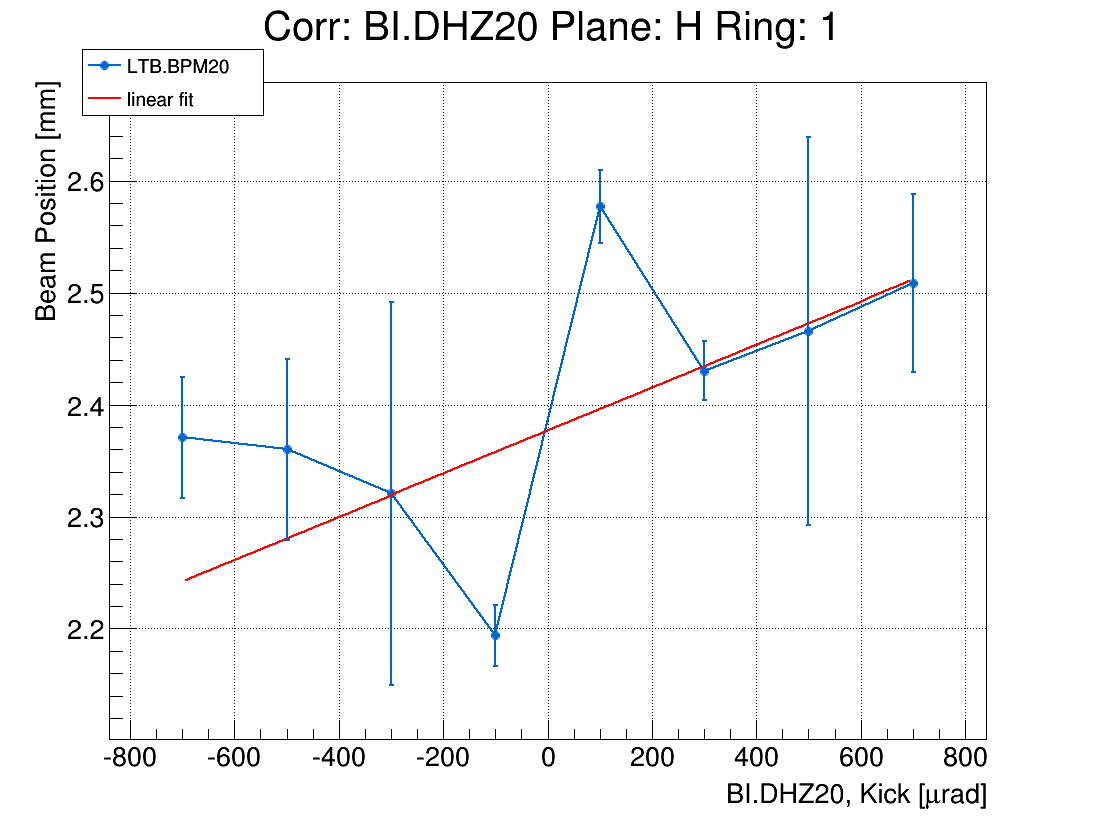 Corr: BI.DHZ20 Plane: H Ring: 1
LTB.BPM20
linear fit
Beam Position [mm]
2.6
2.5
2.4
2.3
2.2
-800 -600 -400 -200 0 200 400 600 800
BI.DHZ20, Kick [μrad]